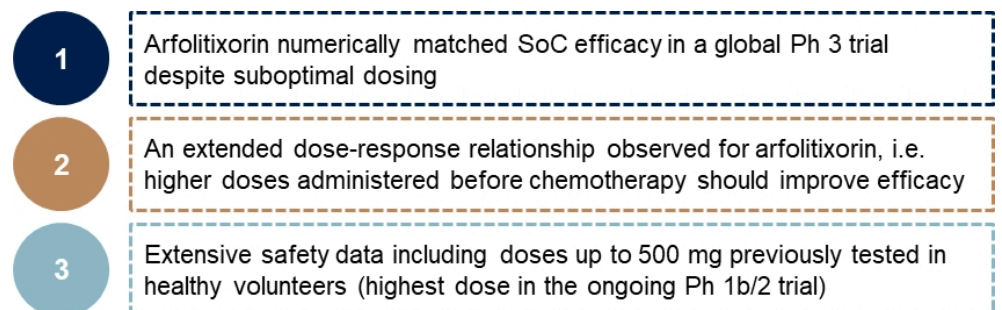 1
Arfolitixorin numerically matched SoC efficacy in a global Ph 3 trial
despite suboptimal dosing
2
An extended dose-response relationship observed for arfolitixorin, i.e.
higher doses administered before chemotherapy should improve efficacy
3
Extensive safety data including doses up to 500 mg previously tested in
healthy volunteers (highest dose in the ongoing Ph 1b/2 trial)